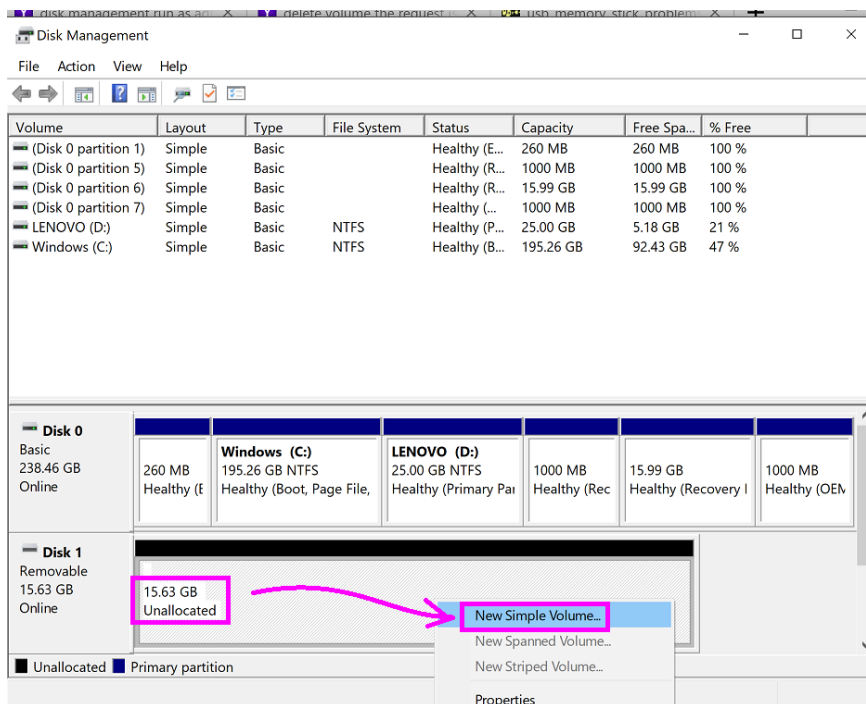 disk management run as ad
delete volume the request is
usb memory stick problem
Disk Management
File Action View Help
Volume Layout Type File System Status Capacity Free Spa... % Free
(Disk 0 partition 1) Simple Basic Healthy (E... 260 MB 260 MB 100 %
(Disk 0 partition 5) Simple Basic Healthy (R... 1000 MB 1000 MB 100 %
(Disk 0 partition 6) Simple Basic Healthy (R... 15.99 GB 15.99 GB 100 %
(Disk 0 partition 7) Simple Basic Healthy (... 1000 MB 1000 MB 100 %
LENOVO (D:) Simple Basic NTFS Healthy (P... 25.00 GB 5.18 GB 21 %
Windows (C:) Simple Basic NTFS Healthy (B... 195.26 GB 92.43 GB 47 %
Disk 0
Basic
238.46 GB
Online
260 MB
Healthy (E
Windows (C:)
195.26 GB NTFS
Healthy (Boot, Page File,
LENOVO (D:)
25.00 GB NTFS
Healthy (Primary Par
1000 MB
Healthy (Rec
15.99 GB
Healthy (Recovery I
1000 MB
Healthy (OEM
Disk 1
Removable
15.63 GB
Online
15.63 GB
Unallocated
New Simple Volume...
New Spanned Volume...
New Striped Volume...
Properties
Unallocated Primary partition